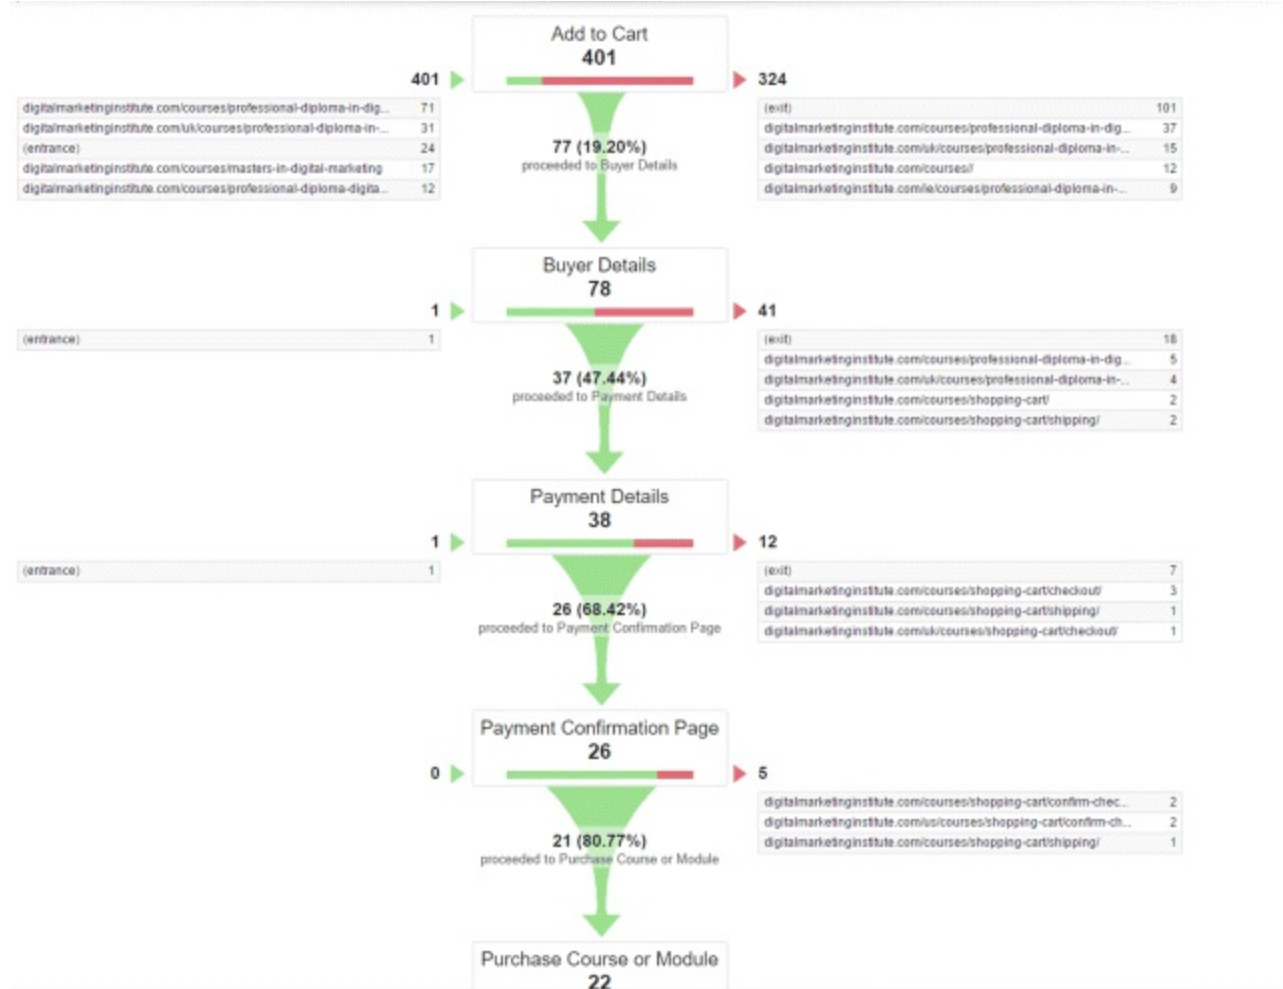 Add to Cart
401
401
324
digitalmarketinginstitute.com/courses/professional-diploma-in-dig... 71
digitalmarketinginstitute.com/uk/courses/professional-diploma-in-... 31
(entrance) 24
digitalmarketinginstitute.com/courses/masters-in-digital-marketing 17
digitalmarketinginstitute.com/courses/professional-diploma-digita... 12
(exit) 101
digitalmarketinginstitute.com/courses/professional-diploma-in-dig... 37
digitalmarketinginstitute.com/uk/courses/professional-diploma-in-... 15
digitalmarketinginstitute.com/courses// 12
digitalmarketinginstitute.com/ie/courses/professional-diploma-in-... 9
77 (19.20%)
proceeded to Buyer Details
Buyer Details
78
1
41
(entrance) 1
(exit) 18
digitalmarketinginstitute.com/courses/professional-diploma-in-dig... 5
digitalmarketinginstitute.com/uk/courses/professional-diploma-in-... 4
digitalmarketinginstitute.com/courses/shopping-cart/ 2
digitalmarketinginstitute.com/courses/shopping-cart/shipping/ 2
37 (47.44%)
proceeded to Payment Details
Payment Details
38
1
12
(entrance) 1
(exit) 7
digitalmarketinginstitute.com/courses/shopping-cart/checkout/ 3
digitalmarketinginstitute.com/courses/shopping-cart/shipping/ 1
digitalmarketinginstitute.com/uk/courses/shopping-cart/checkout/ 1
26 (68.42%)
proceeded to Payment Confirmation Page
Payment Confirmation Page
26
0
5
digitalmarketinginstitute.com/courses/shopping-cart/confirm-chec... 2
digitalmarketinginstitute.com/us/courses/shopping-cart/confirm-ch... 2
digitalmarketinginstitute.com/courses/shopping-cart/shipping/ 1
21 (80.77%)
proceeded to Purchase Course or Module
Purchase Course or Module
22